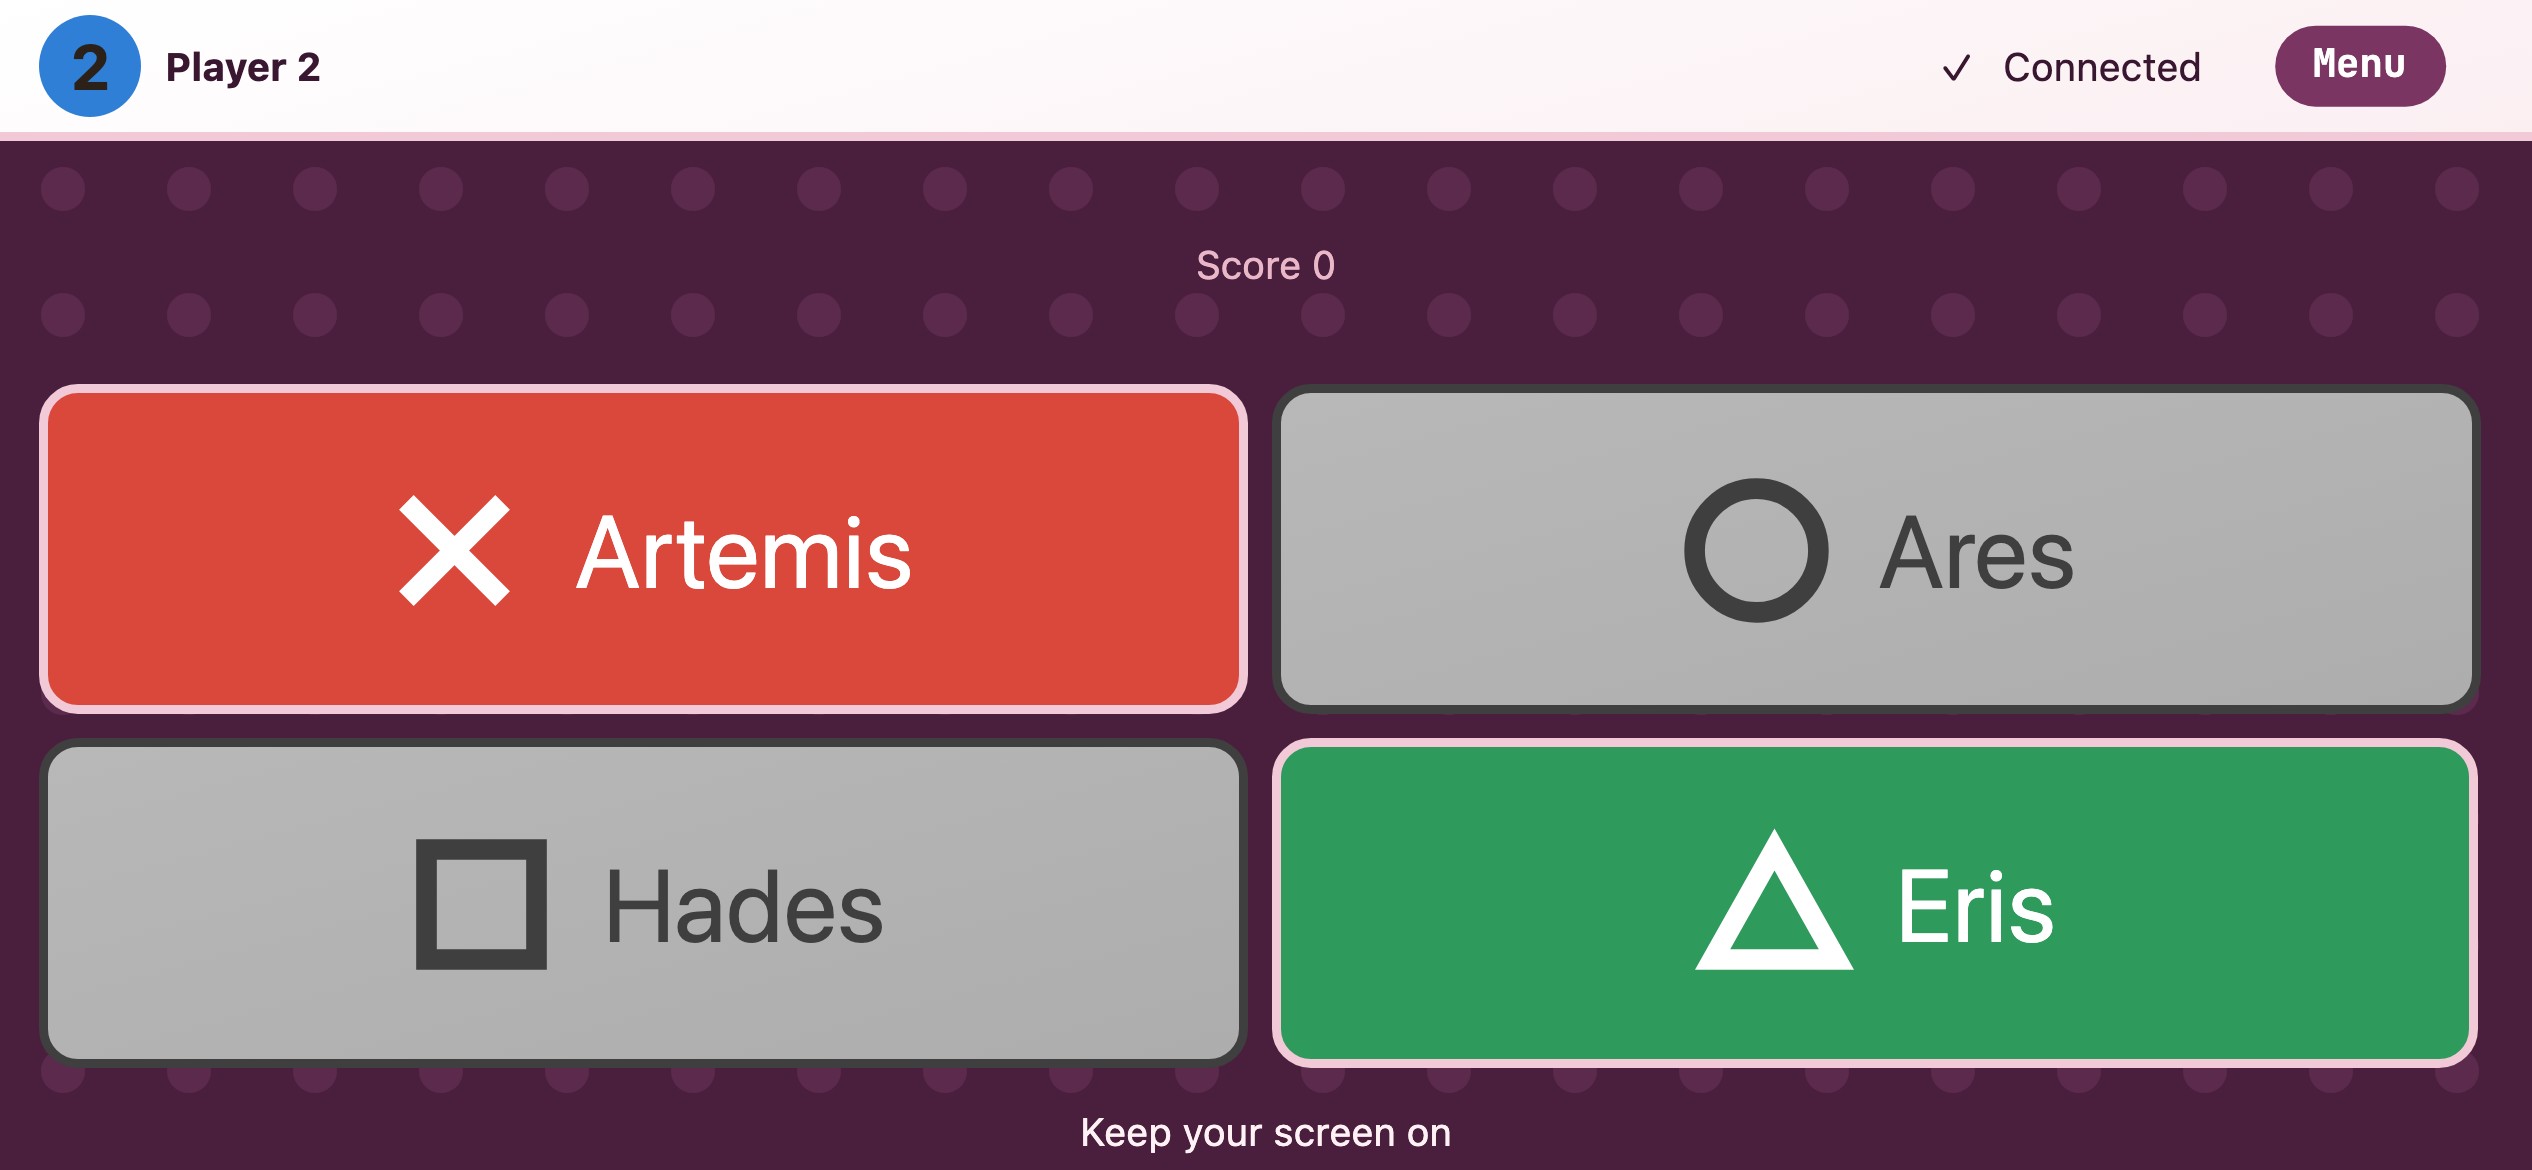 2 Player 2 ✓ Connected Menu
Score 0
Artemis
Ares
Hades
Eris
Keep your screen on